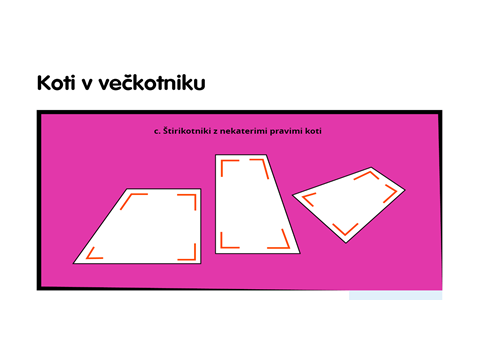 Koti v večkotniku
c. Štirikotniki z nekaterimi pravimi koti